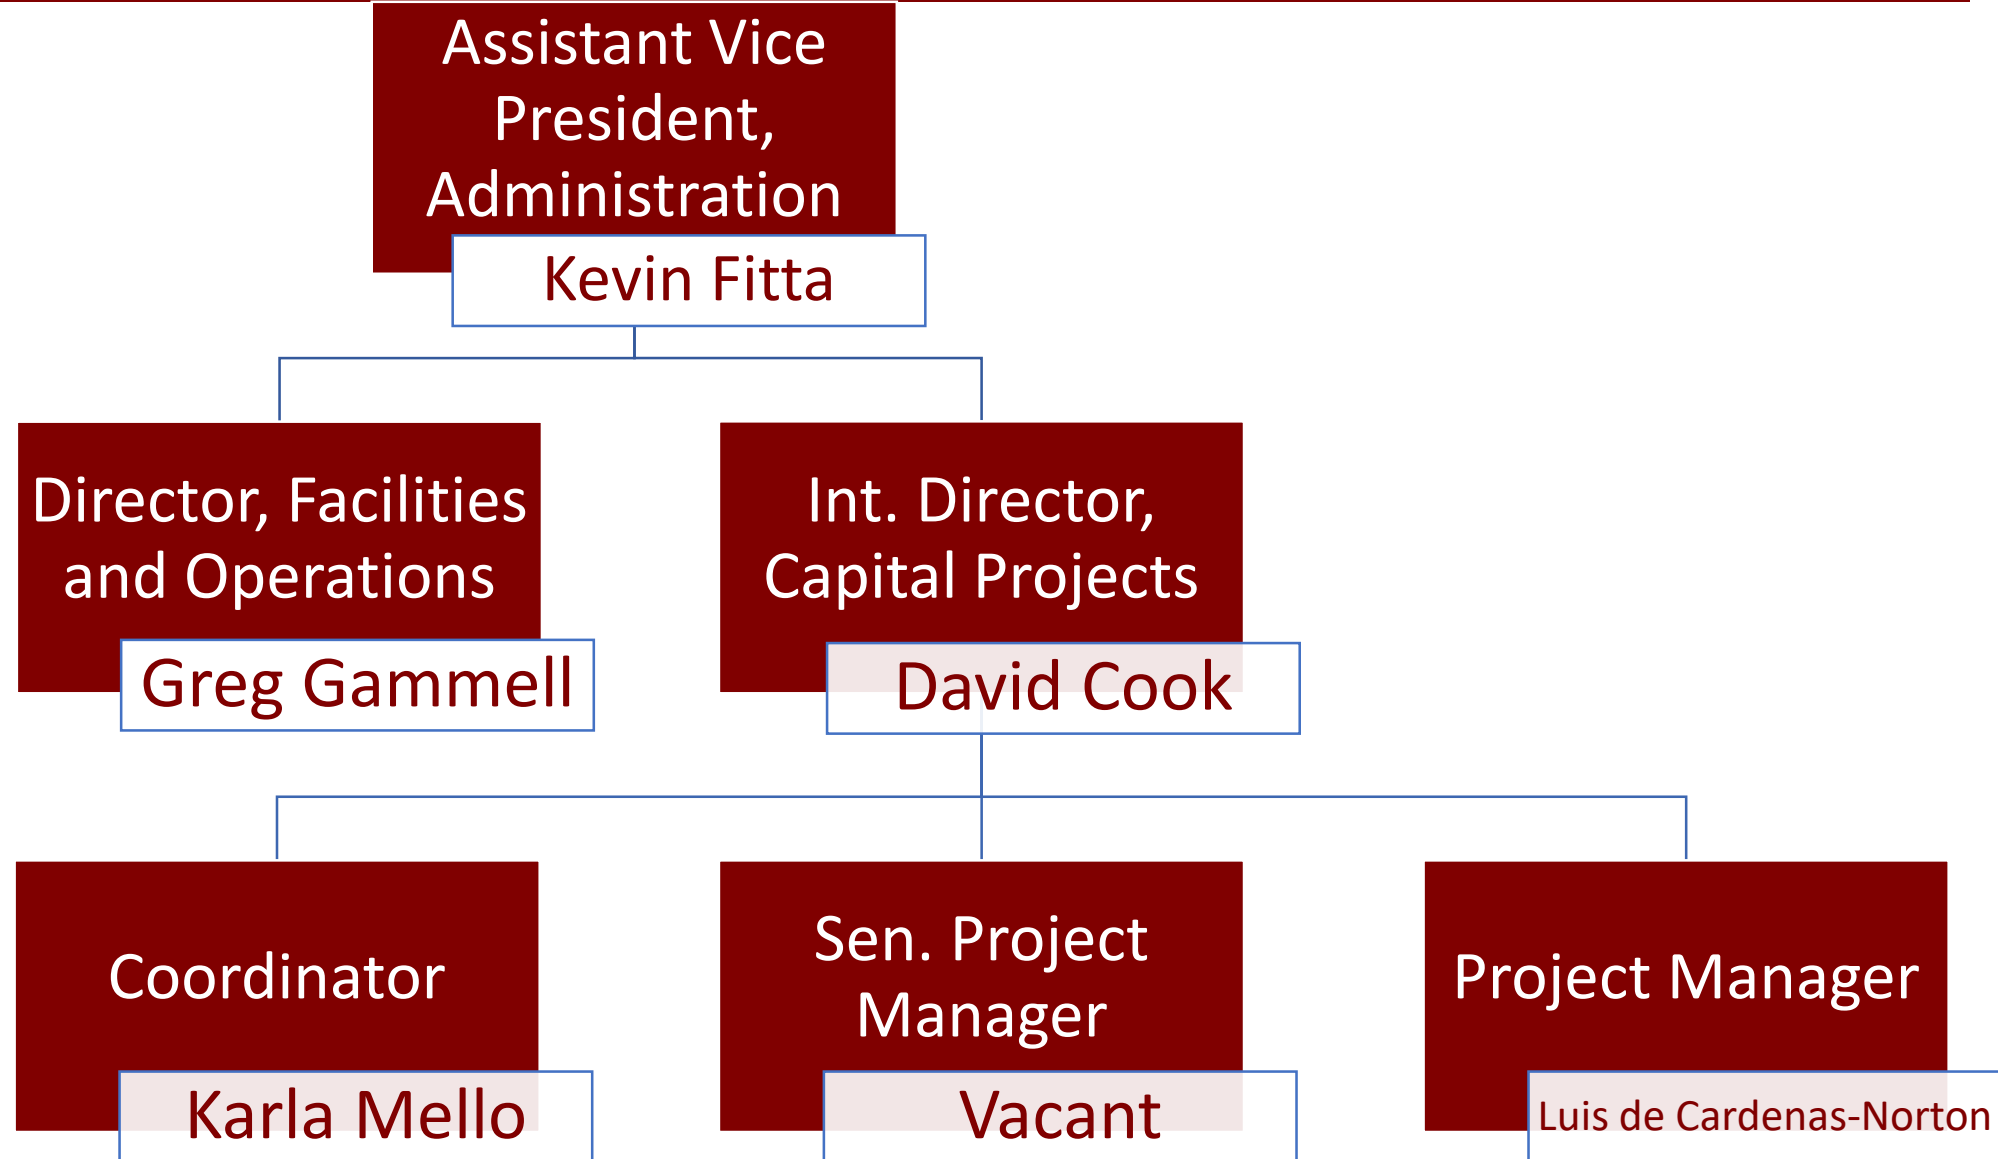 Assistant Vice
President,
Administration
Kevin Fitta
Director, Facilities
and Operations
Greg Gammell
Int. Director,
Capital Projects
David Cook
Coordinator
Karla Mello
Sen. Project
Manager
Vacant
Project Manager
Luis de Cardenas-Norton